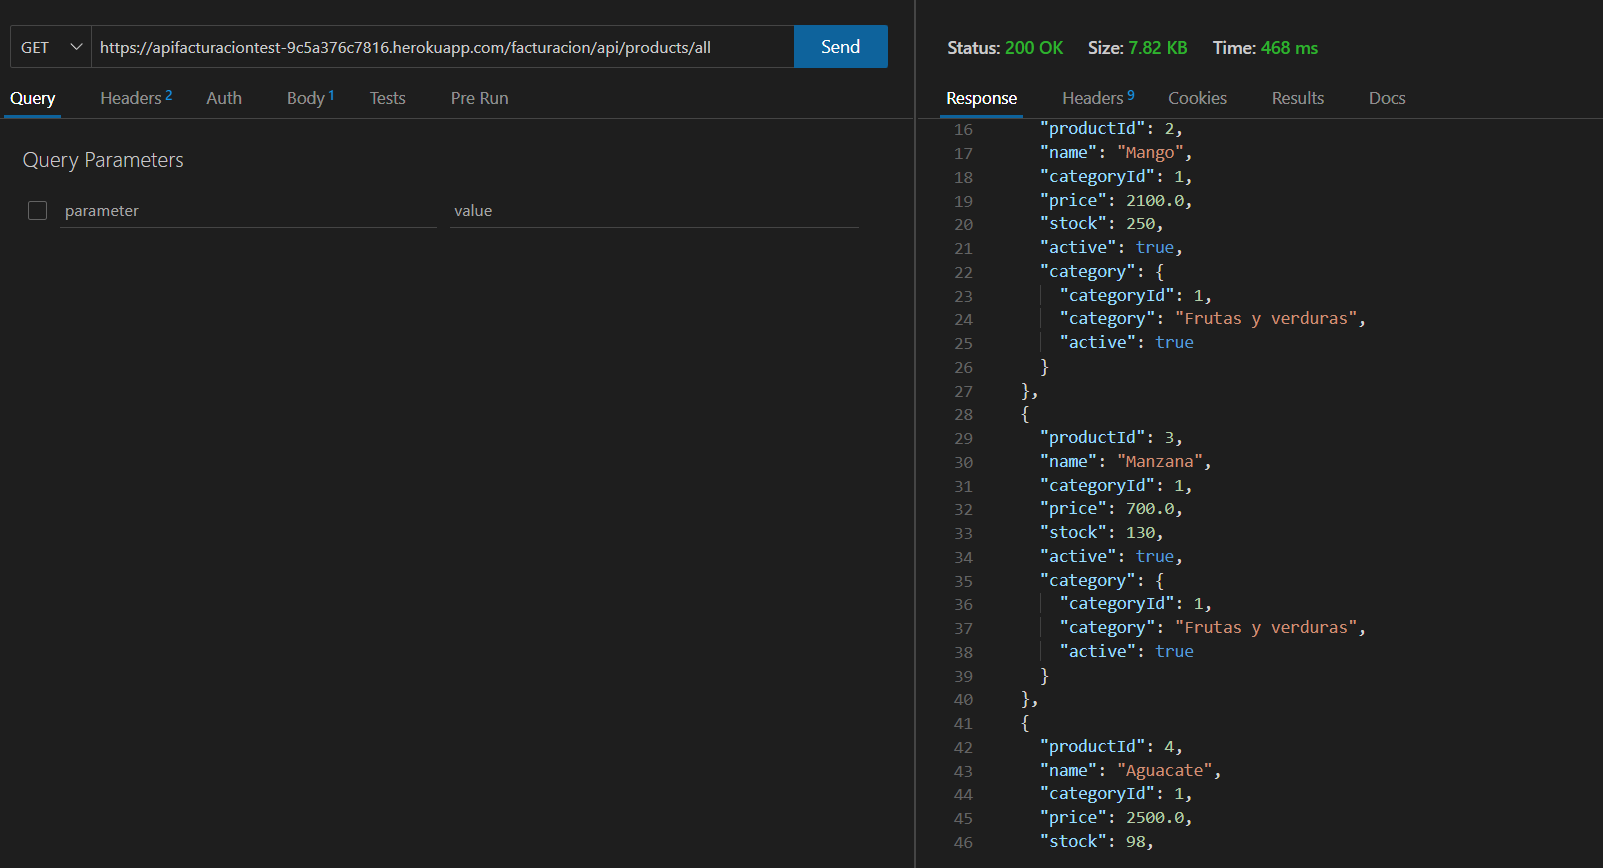 GET
https://apifacturaciontest-9c5a376c7816.herokuapp.com/facturacion/api/products/all
Send
Query Headers 2 Auth Body 1 Tests Pre Run
Query Parameters
parameter value
Status: 200 OK Size: 7.82 KB Time: 468 ms
Response Headers 9 Cookies Results Docs
16 "productId": 2,
17 "name": "Mango",
18 "categoryId": 1,
19 "price": 2100.0,
20 "stock": 250,
21 "active": true,
22 "category": {
23 "categoryId": 1,
24 "category": "Frutas y verduras",
25 "active": true
26 }
27 },
28 {
29 "productId": 3,
30 "name": "Manzana",
31 "categoryId": 1,
32 "price": 700.0,
33 "stock": 130,
34 "active": true,
35 "category": {
36 "categoryId": 1,
37 "category": "Frutas y verduras",
38 "active": true
39 }
40 },
41 {
42 "productId": 4,
43 "name": "Aguacate",
44 "categoryId": 1,
45 "price": 2500.0,
46 "stock": 98,